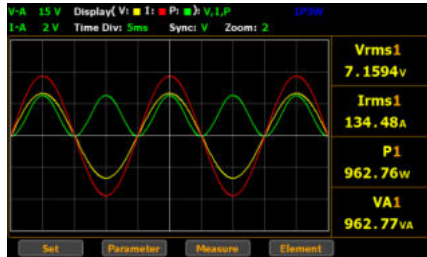 V-A 15 V Display( V: I: P: ): V,I,P 1P3W
I-A 2 V Time Div: 5ms Sync: V Zoom: 2
Vrms1
7.1594v
Irms1
134.48A
P1
962.76w
VA1
962.77VA
Set Parameter Measure Element